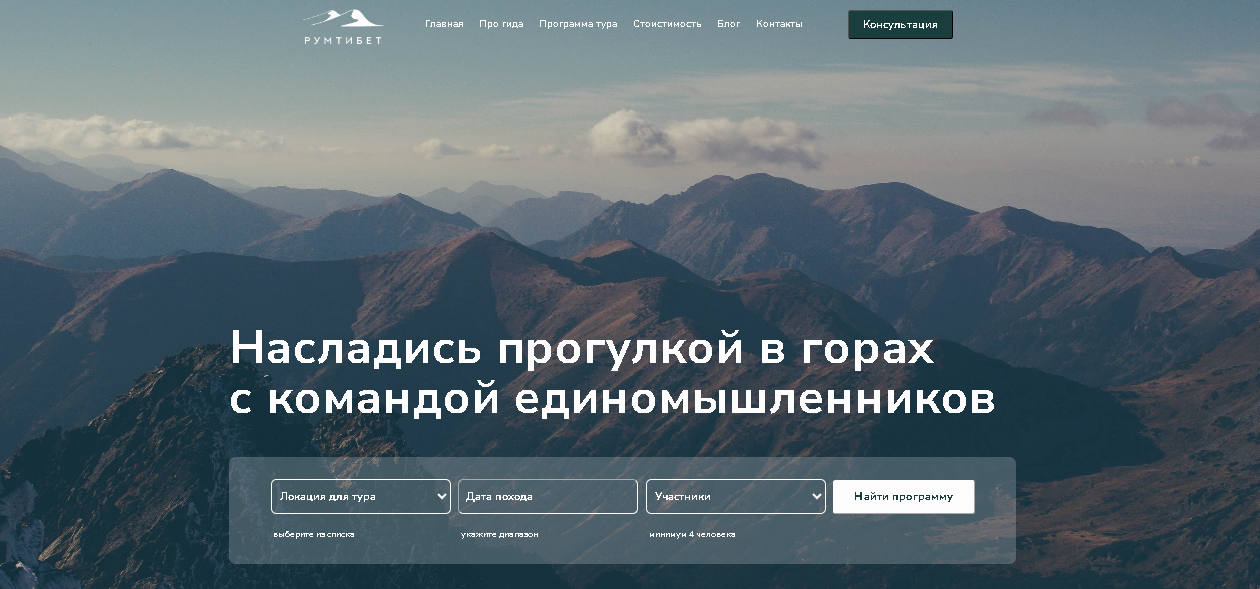 РУМТИБЕТ
Главная Про гида Программа тура Стоистимость Блог Контакты Консультация
Насладись прогулкой в горах
с командой единомышленников
Локация для тура Дата похода Участники Найти программу
выберите из списка укажите диапазон минимум 4 человека